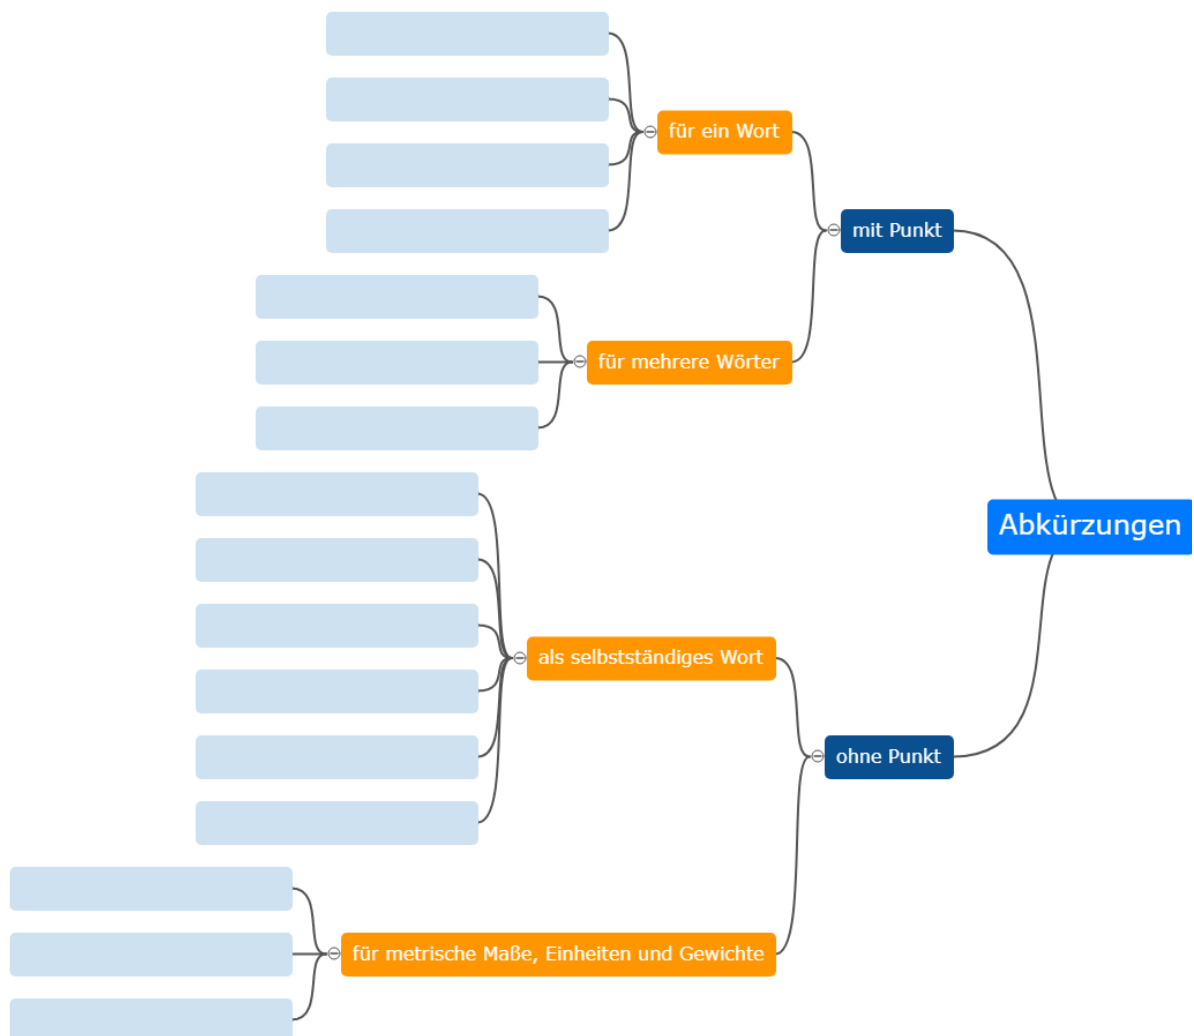 für ein Wort
mit Punkt
für mehrere Wörter
Abkürzungen
als selbstständiges Wort
ohne Punkt
für metrische Maße, Einheiten und Gewichte